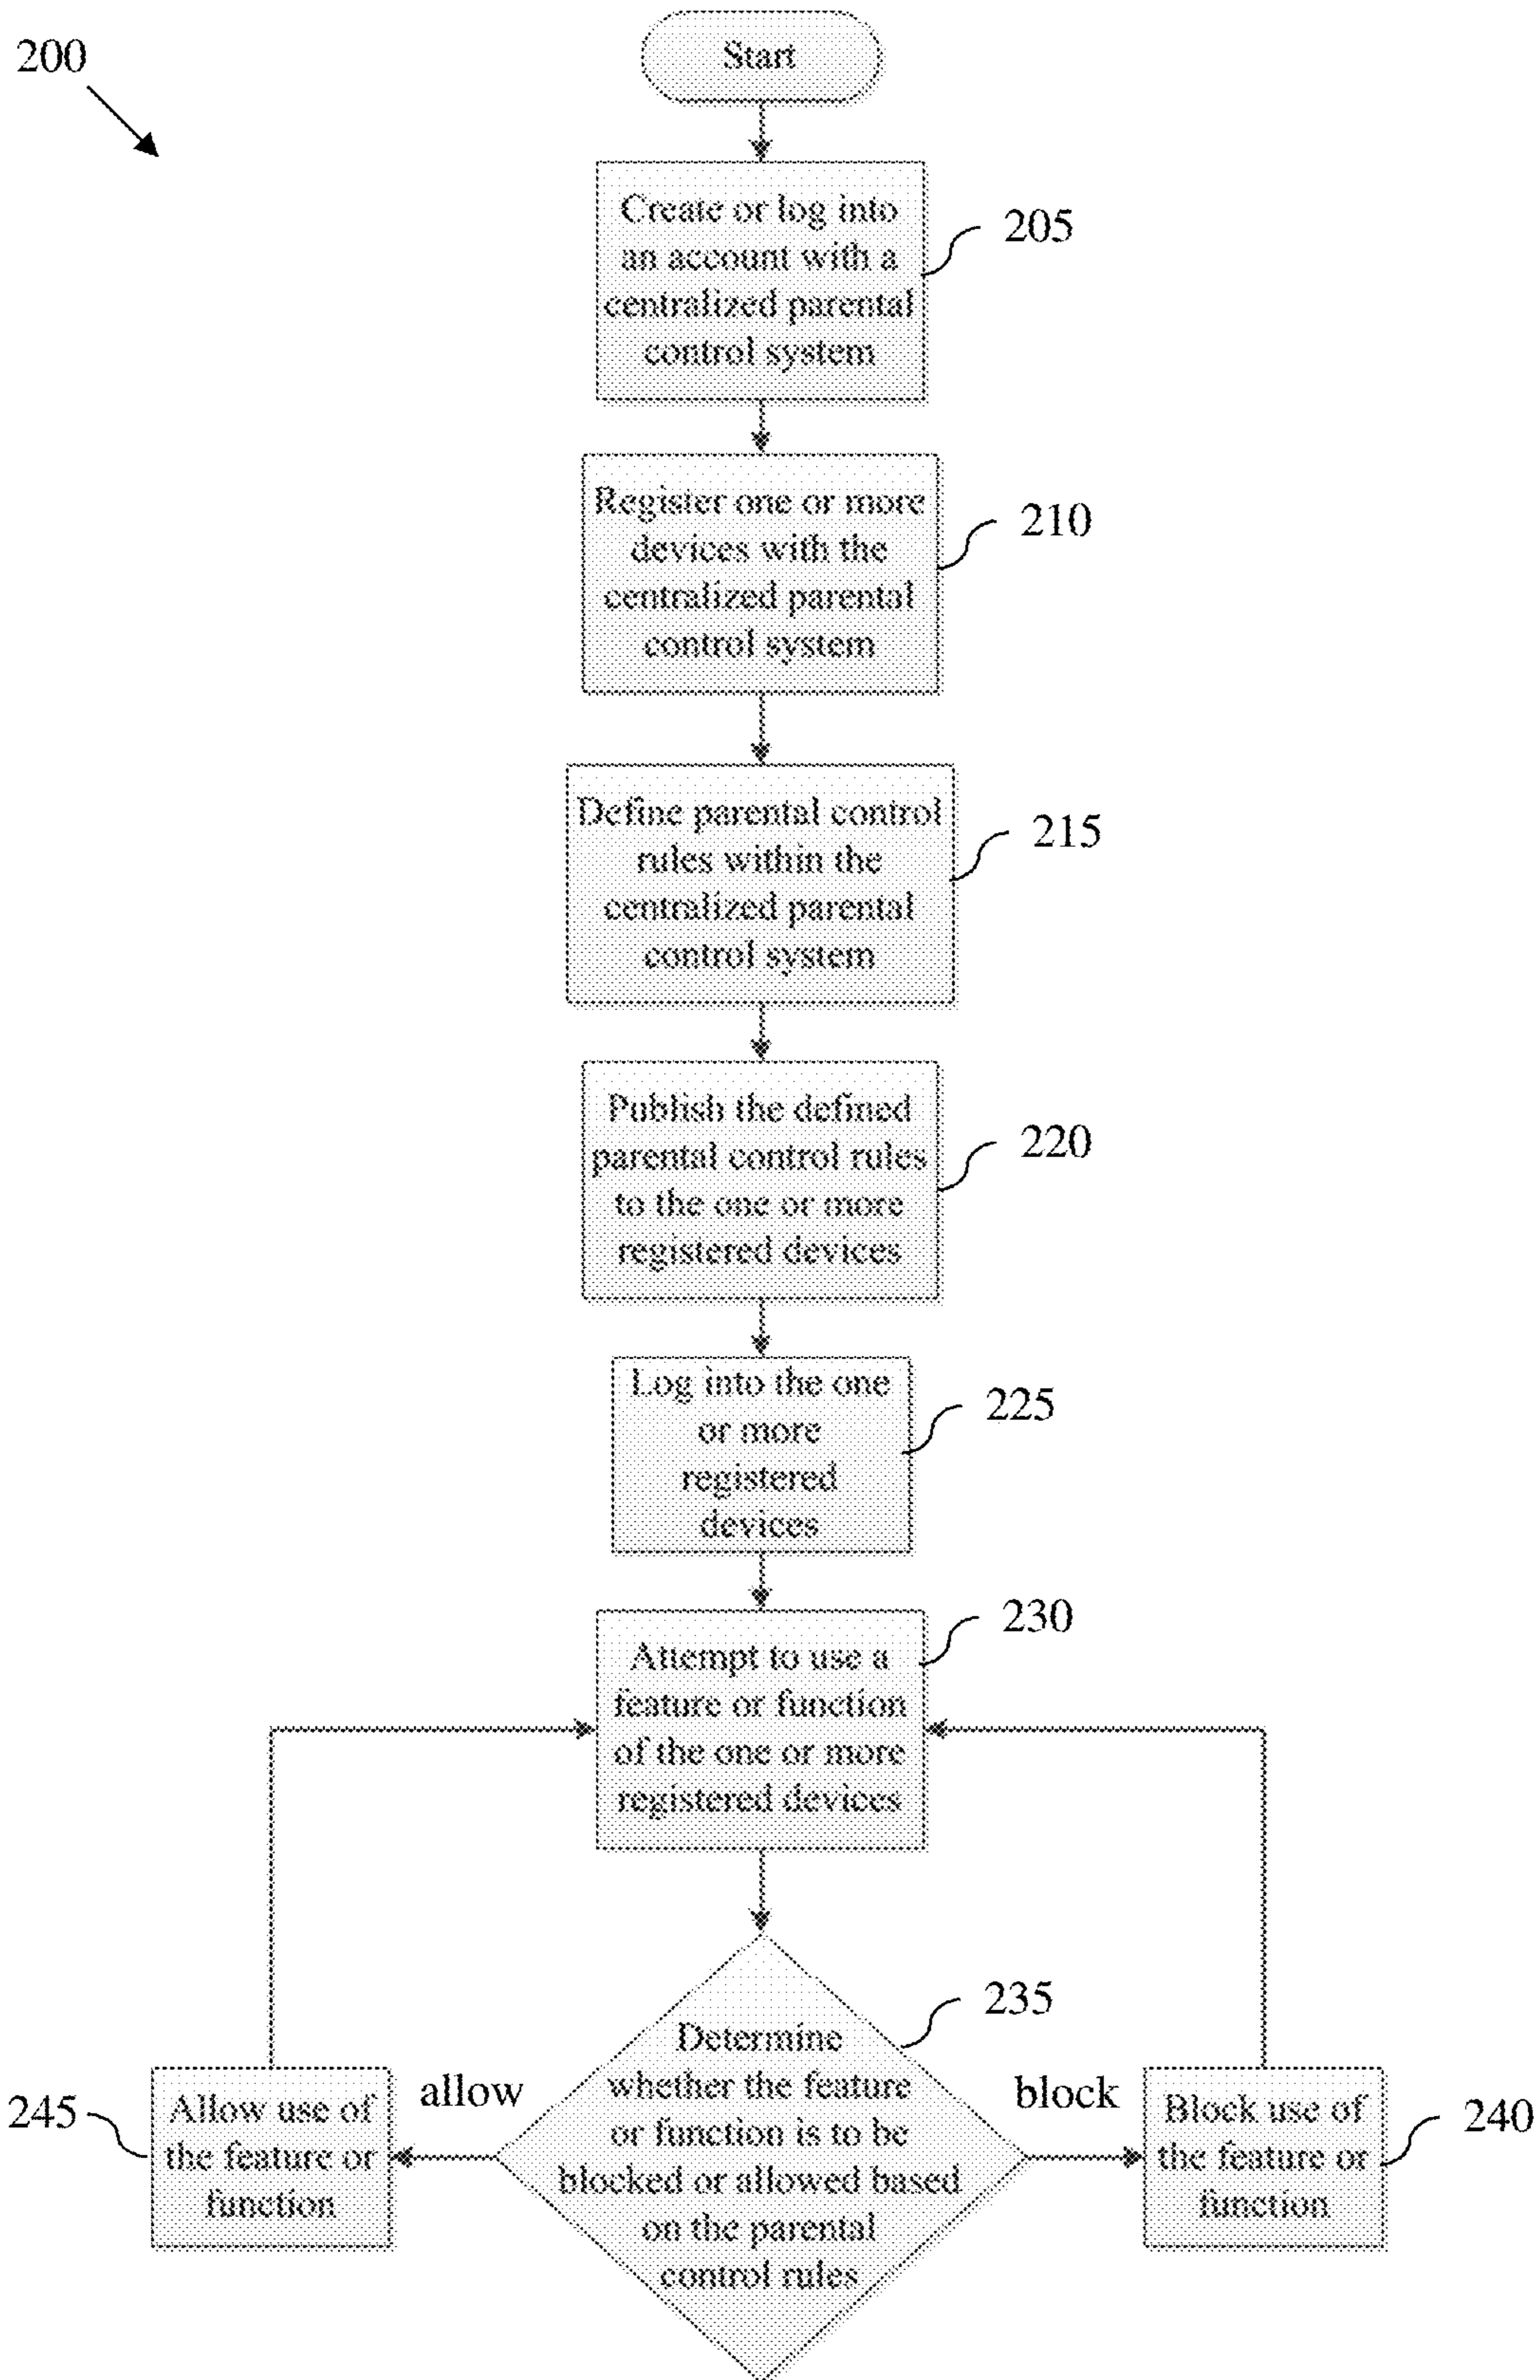 200
Start
Create or log into
an account with a
centralized parental
control system
205
Register one or more
devices with the
centralized parental
control system
210
Define parental control
rules within the
centralized parental
control system
215
Publish the defined
parental control rules
to the one or more
registered devices
220
Log into the one
or more
registered
devices
225
Attempt to use a
feature or function
of the one or more
registered devices
230
Determine
whether the feature
or function is to be
blocked or allowed based
on the parental
control rules
235
allow
block
245
Allow use of
the feature or
function
Block use of
the feature or
function
240